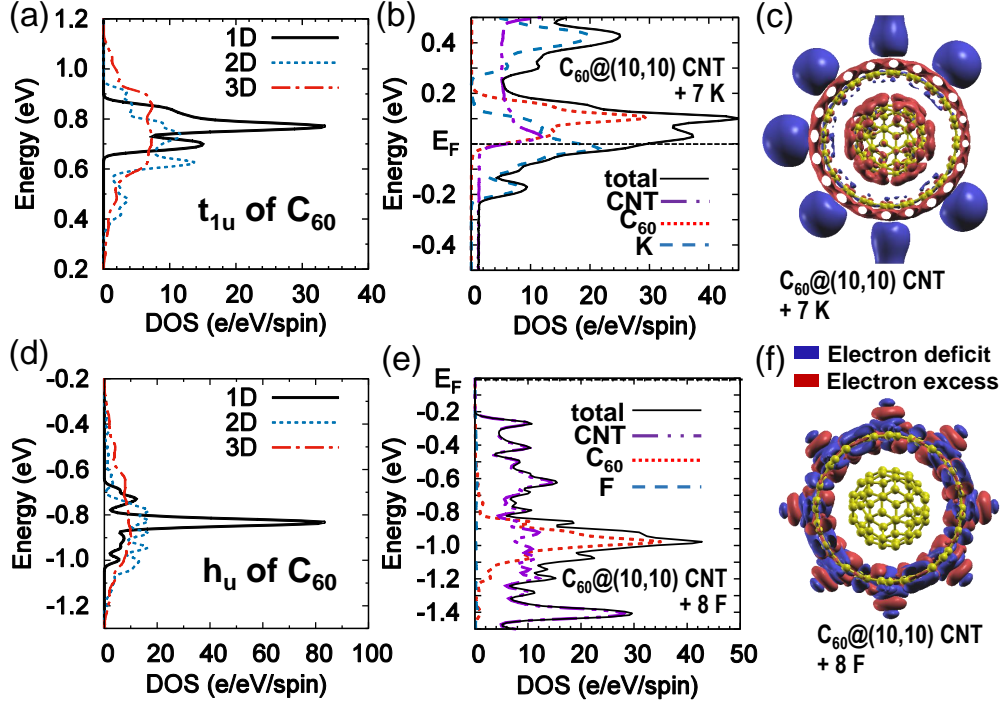 (a)
Energy (eV)
1.2
1.0
0.8
0.6
0.4
0.2
1D
2D
3D
t1u of C60
0 10 20 30 40
DOS (e/eV/spin)
(b)
Energy (eV)
0.4
0.2
EF
-0.2
-0.4
C60@(10,10) CNT
+ 7 K
total
CNT
C60
K
0 10 20 30 40
DOS (e/eV/spin)
(c)
C60@(10,10) CNT
+ 7 K
(d)
Energy (eV)
-0.2
-0.4
-0.6
-0.8
-1.0
-1.2
1D
2D
3D
hu of C60
0 20 40 60 80 100
DOS (e/eV/spin)
(e)
Energy (eV)
EF
-0.2
-0.4
-0.6
-0.8
-1.0
-1.2
-1.4
total
CNT
C60
F
C60@(10,10) CNT
+ 8 F
0 10 20 30 40 50
DOS (e/eV/spin)
Electron deficit
Electron excess
(f)
C60@(10,10) CNT
+ 8 F